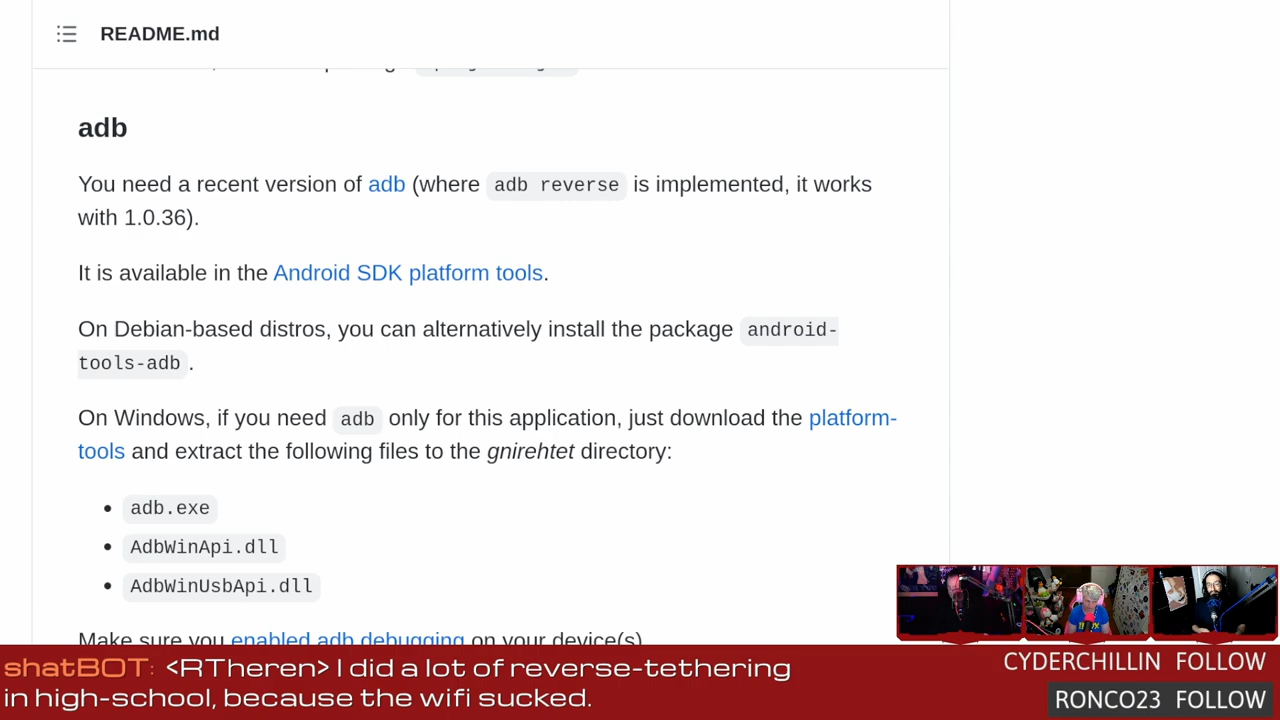 README.md
adb
You need a recent version of adb (where adb reverse is implemented, it works
with 1.0.36).
It is available in the Android SDK platform tools.
On Debian-based distros, you can alternatively install the package android-
tools-adb.
On Windows, if you need adb only for this application, just download the platform-
tools and extract the following files to the gnirehtet directory:
• adb.exe
• AdbWinApi.dll
• AdbWinUsbApi.dll
Make sure you enabled adb debugging on your device(s)
shatBOT: <RTheren> I did a lot of reverse-tethering
in high-school, because the wifi sucked.
CYDERCHILLIN FOLLOW
RONCO23 FOLLOW